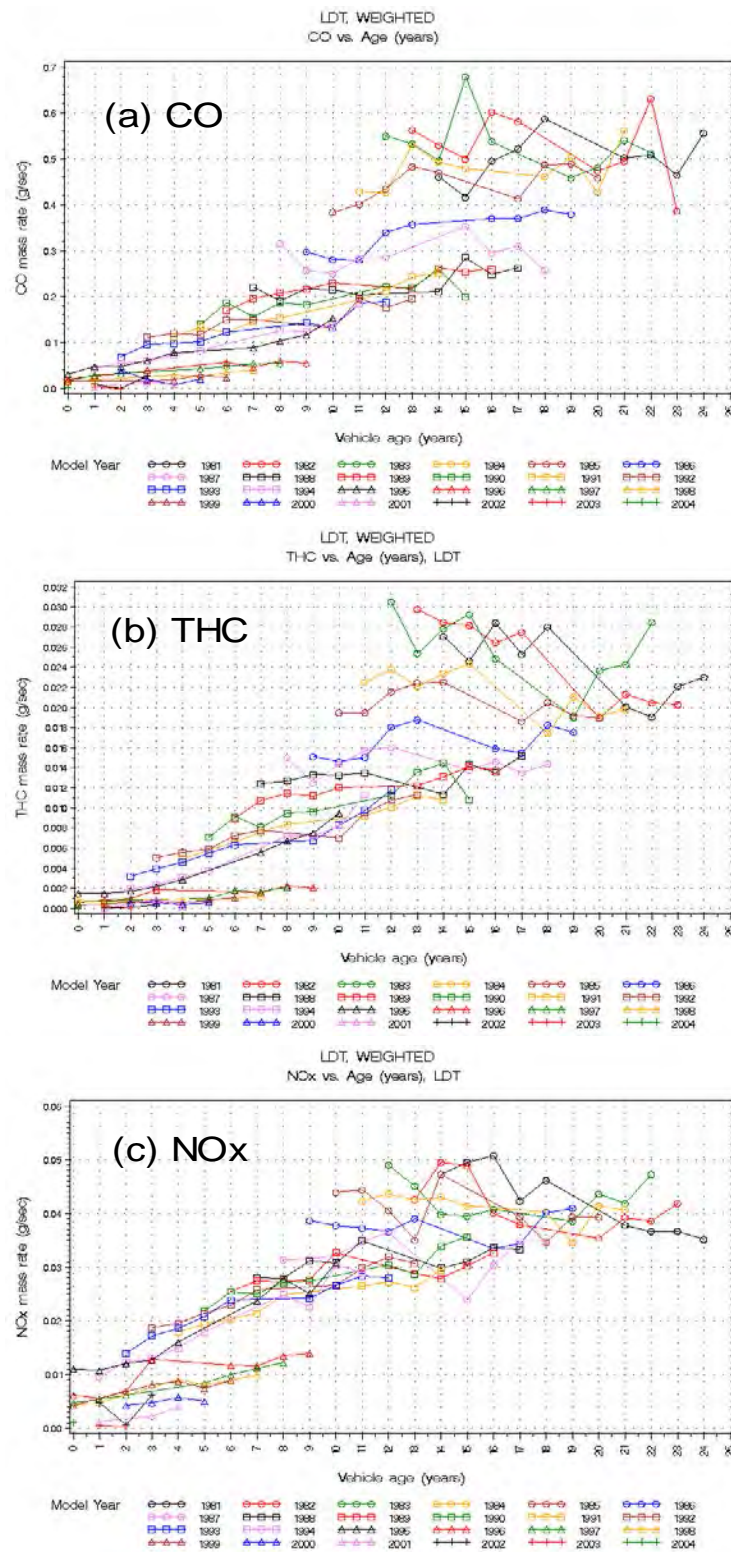 LDT, WEIGHTED
CO vs. Age (years)
(a) CO
CO mass rate (g/sec)
0.7
0.6
0.5
0.4
0.3
0.2
0.1
0.0
0 1 2 3 4 5 6 7 8 9 10 11 12 13 14 15 16 17 18 19 20 21 22 23 24 25
Vehicle age (years)
Model Year 1981 1982 1983 1984 1985 1986
1987 1988 1989 1990 1991 1992
1993 1994 1995 1996 1997 1998
1999 2000 2001 2002 2003 2004
LDT, WEIGHTED
THC vs. Age (years), LDT
(b) THC
THC mass rate (g/sec)
0.032
0.030
0.028
0.026
0.024
0.022
0.020
0.018
0.016
0.014
0.012
0.010
0.008
0.006
0.004
0.002
0.000
0 1 2 3 4 5 6 7 8 9 10 11 12 13 14 15 16 17 18 19 20 21 22 23 24 25
Vehicle age (years)
Model Year 1981 1982 1983 1984 1985 1986
1987 1988 1989 1990 1991 1992
1993 1994 1995 1996 1997 1998
1999 2000 2001 2002 2003 2004
LDT, WEIGHTED
NOx vs. Age (years), LDT
(c) NOx
NOx mass rate (g/sec)
0.06
0.05
0.04
0.03
0.02
0.01
0.00
0 1 2 3 4 5 6 7 8 9 10 11 12 13 14 15 16 17 18 19 20 21 22 23 24 25
Vehicle age (years)
Model Year 1981 1982 1983 1984 1985 1986
1987 1988 1989 1990 1991 1992
1993 1994 1995 1996 1997 1998
1999 2000 2001 2002 2003 2004